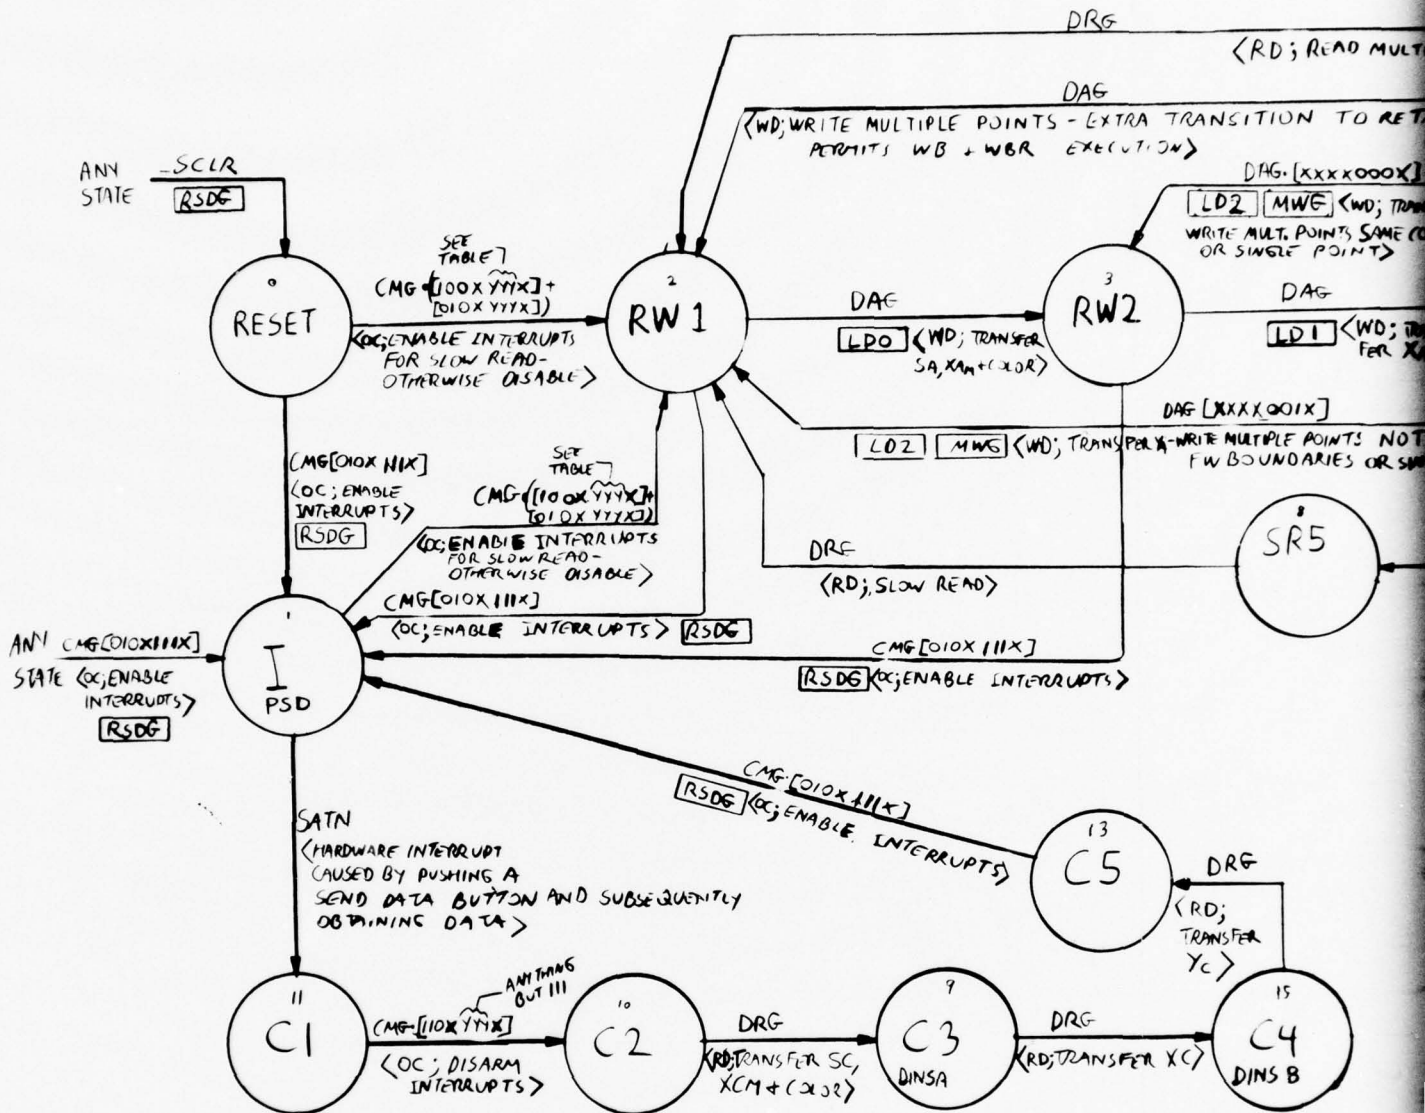 DRG
<RD; READ MULT
DAG
<WD; WRITE MULTIPLE POINTS - EXTRA TRANSITION TO RET
PERMITS WB + WBR EXECUTION>
ANY
STATE
SCLR
RSDG
DAG·[XXXX000X]
LD2 MWG <WD; TRAN
WRITE MULT. POINTS SAME CO
OR SINGLE POINT>
0
RESET
SEE
TABLE
CMG·([100X YYYX]+
[010X YYYX])
<OC; ENABLE INTERRUPTS
FOR SLOW READ-
OTHERWISE DISABLE>
2
RW1
DAG
LD0 <WD; TRANSFER
SA, XAM + COLOR>
3
RW2
DAG
LD1 <WD; TR
FER XA
DAG [XXXX001X]
LD2 MWG <WD; TRANSFER YA-WRITE MULTIPLE POINTS NOT
FW BOUNDARIES OR
CMG[010X 111X]
<OC; ENABLE
INTERRUPTS>
RSDG
SEE
TABLE
CMG·([100X YYYX]+
[010X YYYX])
<OC; ENABLE INTERRUPTS
FOR SLOW READ-
OTHERWISE DISABLE>
CMG[010X 111X]
<OC; ENABLE INTERRUPTS> RSDG
DRG
<RD; SLOW READ>
8
SR5
ANY CMG[010X111X]
STATE <OC; ENABLE
INTERRUPTS>
RSDG
1
I
PSD
CMG[010X 111X]
RSDG <OC; ENABLE INTERRUPTS>
CMG·[010X 111X]
RSDG <OC; ENABLE INTERRUPTS>
SATN
<HARDWARE INTERRUPT
CAUSED BY PUSHING A
SEND DATA BUTTON AND SUBSEQUENTLY
OBTAINING DATA>
13
C5
DRG
<RD;
TRANSFER
YC>
11
C1
ANYTHING
BUT 111
CMG·[110X YYYX]
<OC; DISARM
INTERRUPTS>
10
C2
DRG
<RD; TRANSFER SC,
XCM + COLOR>
9
C3
DINSA
DRG
<RD; TRANSFER XC>
15
C4
DINSB